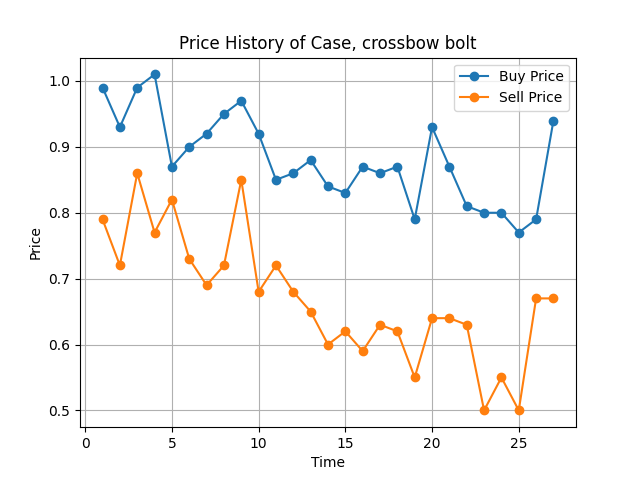 Price History of Case, crossbow bolt
Buy Price
Sell Price
1.0
0.9
0.8
0.7
0.6
0.5
Price
0 5 10 15 20 25
Time